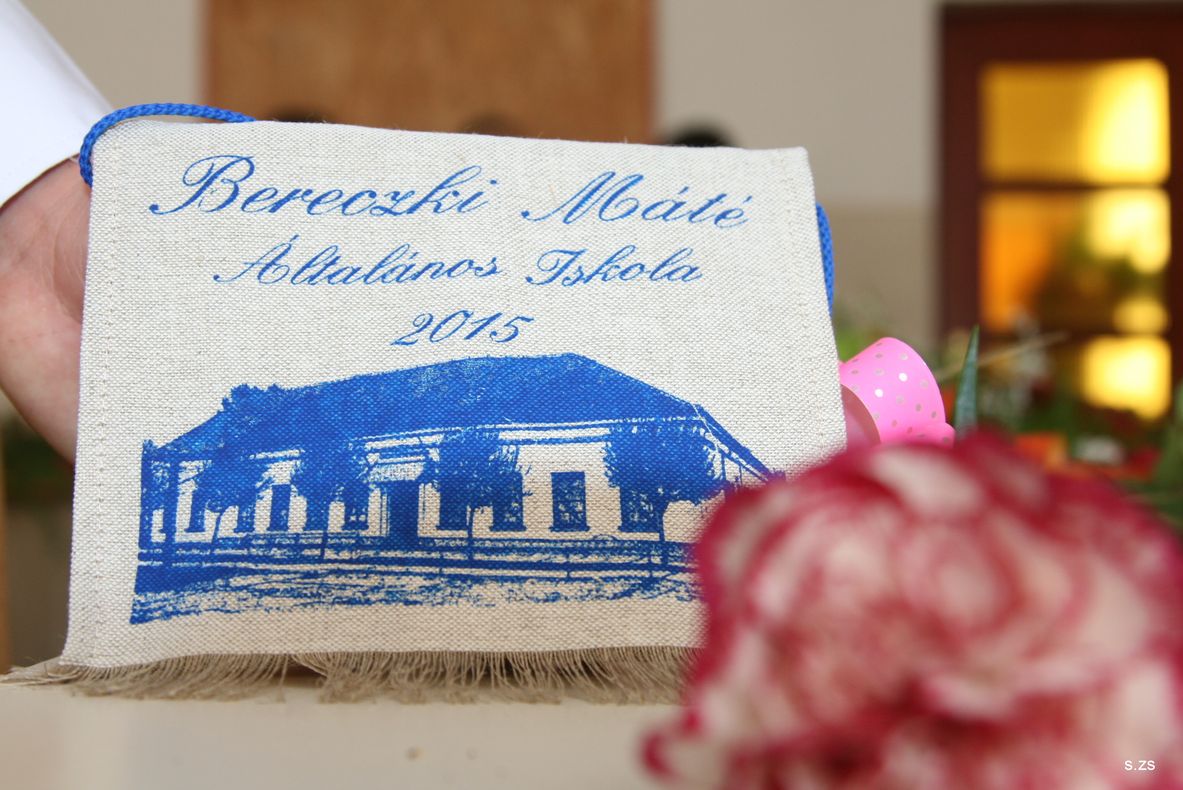 Bereczki Máté
Általános Iskola
2015
S.ZS